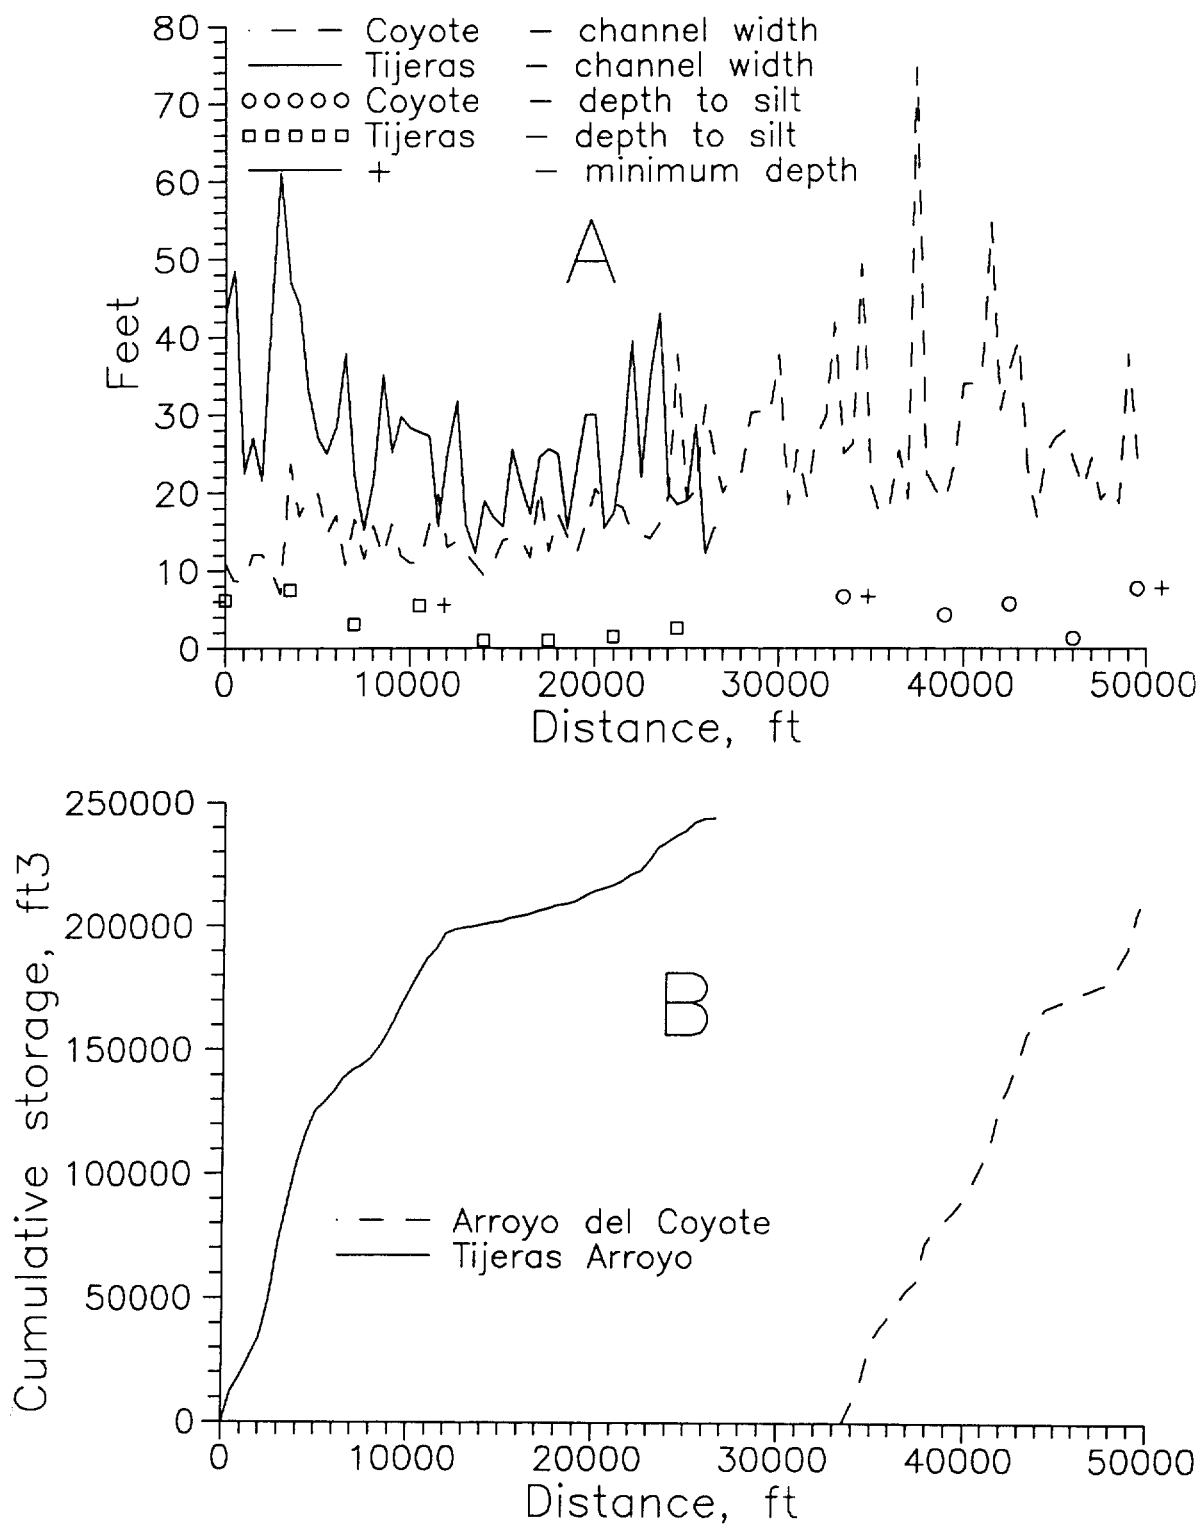 80
Coyote – channel width
Tijeras – channel width
70
Coyote – depth to silt
Tijeras – depth to silt
+ – minimum depth
60
A
50
40
30
20
10
0
Feet
0 10000 20000 30000 40000 50000
Distance, ft
250000
200000
150000
100000
50000
0
Cumulative storage, ft3
B
Arroyo del Coyote
Tijeras Arroyo
0 10000 20000 30000 40000 50000
Distance, ft